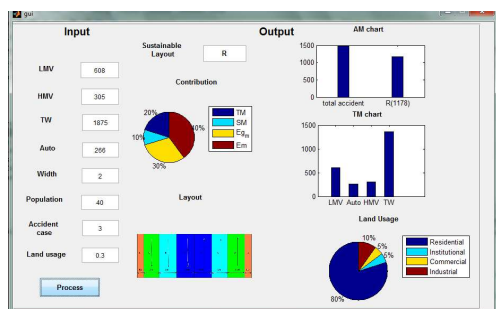 gui
Input
Output
LMV 608
HMV 305
TW 1875
Auto 266
Width 2
Population 40
Accident case 3
Land usage 0.3
Process
Sustainable Layout R
Contribution
20%
10%
30%
40%
TM
SM
Egm
Em
Layout
AM chart
1500
1000
500
0
total accident R(1178)
TM chart
1500
1000
500
0
LMV Auto HMV TW
Land Usage
10%
5%
5%
80%
Residential
Institutional
Commercial
Industrial